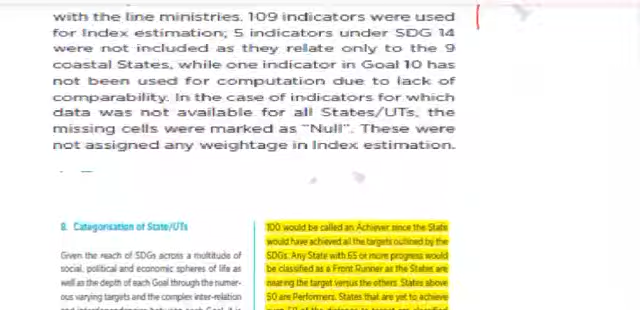 with the line ministries. 109 indicators were used
for Index estimation; 5 indicators under SDG 14
were not included as they relate only to the 9
coastal States, while one indicator in Goal 10 has
not been used for computation due to lack of
comparability. In the case of indicators for which
data was not available for all States/UTs, the
missing cells were marked as "Null". These were
not assigned any weightage in Index estimation.
8. Categorisation of State/UTs
Given the reach of SDGs across a multitude of
social, political and economic spheres of life as
well as the depth of each Goal through the numer-
ous varying targets and the complex inter-relation
100 would be called an Achiever since the State
would have achieved all the targets outlined by the
SDGs. Any State with 65 or more progress would
be classified as a Front Runner as the States are
nearing the target versus the others. States above
50 are Performers. States that are yet to achieve